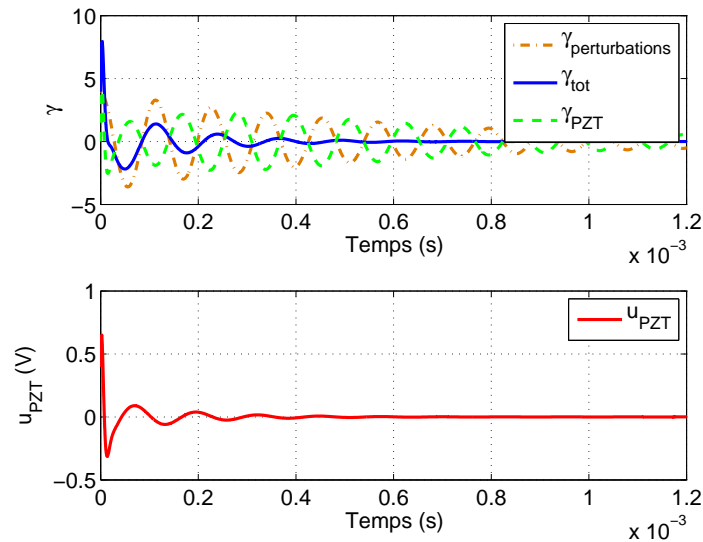 10
5
0
−5
γ
γperturbations
γtot
γPZT
0
0.2
0.4
0.6
0.8
1
1.2
Temps (s)
x 10−3
1
0.5
0
−0.5
uPZT (V)
uPZT
0
0.2
0.4
0.6
0.8
1
1.2
Temps (s)
x 10−3